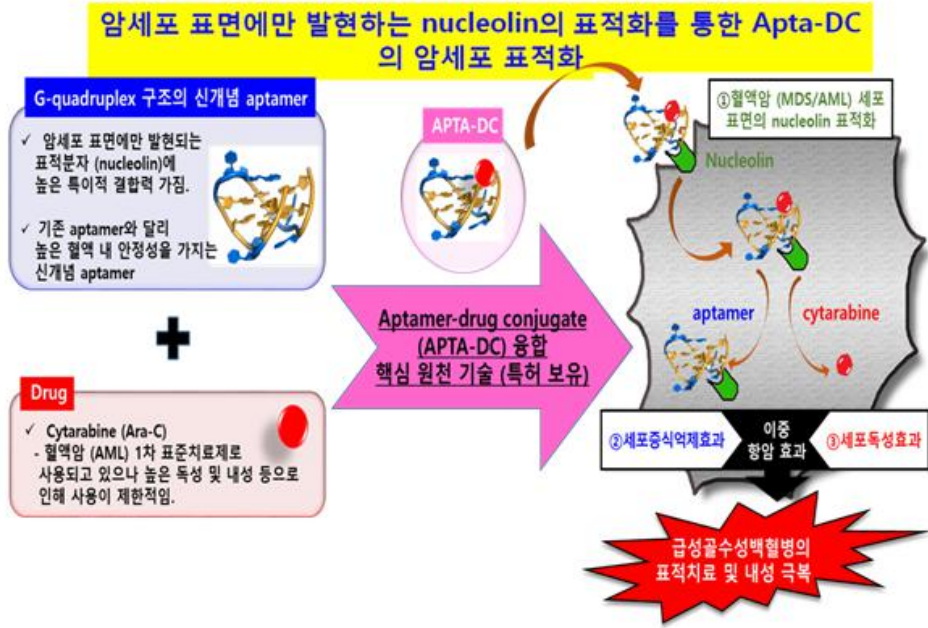 암세포 표면에만 발현하는 nucleolin의 표적화를 통한 Apta-DC
의 암세포 표적화
G-quadruplex 구조의 신개념 aptamer
✓ 암세포 표면에만 발현되는
표적분자 (nucleolin)에
높은 특이적 결합력 가짐.
✓ 기존 aptamer와 달리
높은 혈액 내 안정성을 가지는
신개념 aptamer
Drug
✓ Cytarabine (Ara-C)
- 혈액암 (AML) 1차 표준치료제로
사용되고 있으나 높은 독성 및 내성 등으로
인해 사용이 제한적임.
APTA-DC
Aptamer-drug conjugate
(APTA-DC) 융합
핵심 원천 기술 (특허 보유)
①혈액암 (MDS/AML) 세포
표면의 nucleolin 표적화
Nucleolin
aptamer
cytarabine
②세포증식억제효과
이중
항암 효과
③세포독성효과
급성골수성백혈병의
표적치료 및 내성 극복